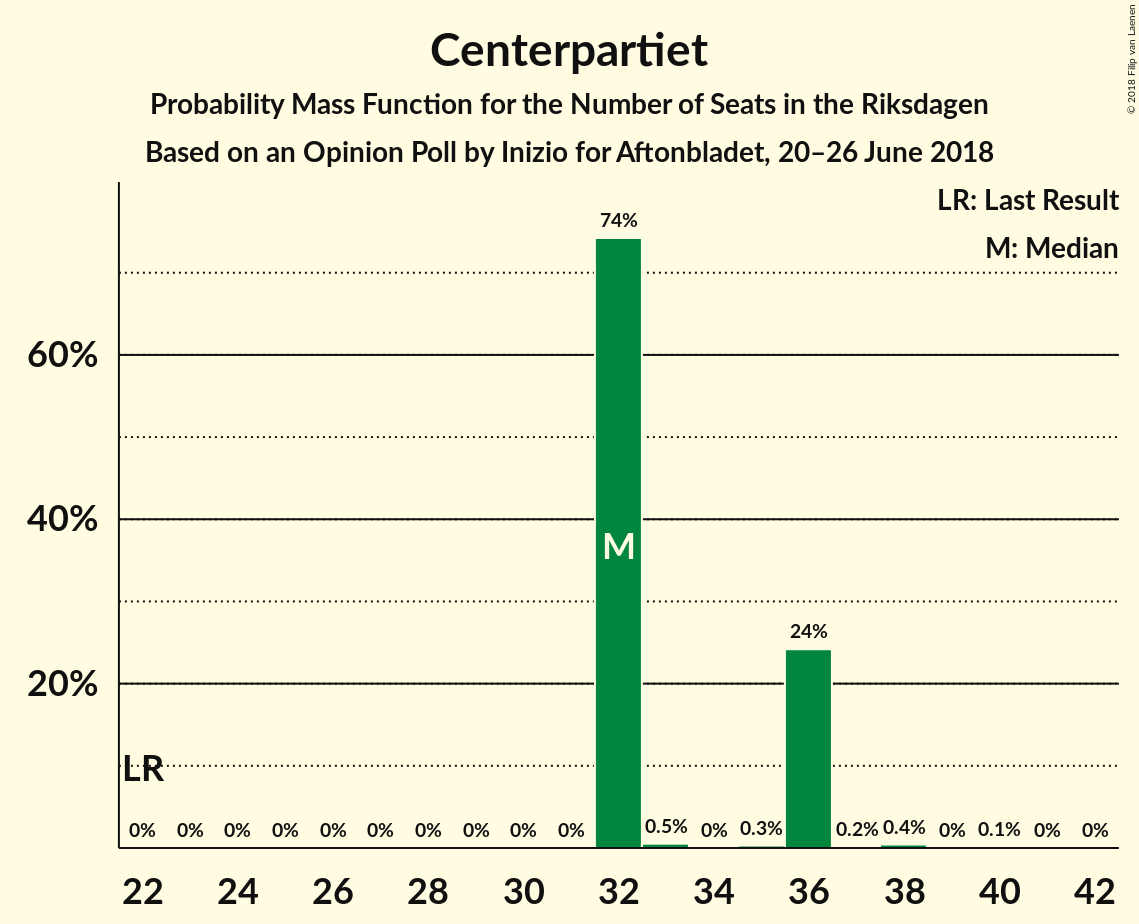 Centerpartiet
Probability Mass Function for the Number of Seats in the Riksdagen
Based on an Opinion Poll by Inizio for Aftonbladet, 20–26 June 2018
© 2018 Filip van Laenen
LR: Last Result
M: Median
74%
60%
40%
M
24%
20%
LR
0% 0% 0% 0% 0% 0% 0% 0% 0% 0% 0.5% 0% 0.3% 0.2% 0.4% 0% 0.1% 0% 0%
22 24 26 28 30 32 34 36 38 40 42